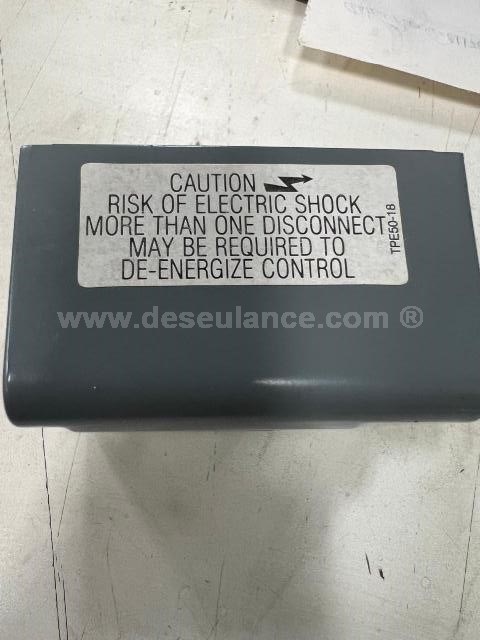 CAUTION
RISK OF ELECTRIC SHOCK
MORE THAN ONE DISCONNECT
MAY BE REQUIRED TO
DE-ENERGIZE CONTROL
TPE50-18
www.deseulance.com ®